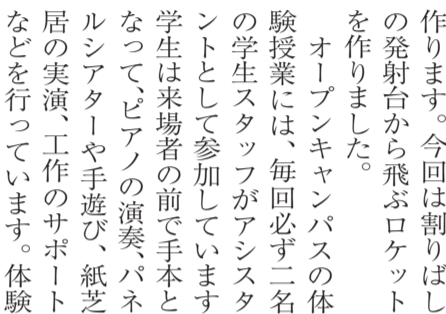 作ります。今回は割りばし
の発射台から飛ぶロケット
を作りました。
オープンキャンパスの体
験授業には、毎回必ず二名
の学生スタッフがアシスタ
ントとして参加しています
学生は来場者の前で手本と
なって、ピアノの演奏、パネ
ルシアターや手遊び、紙芝
居の実演、工作のサポート
などを行っています。体験